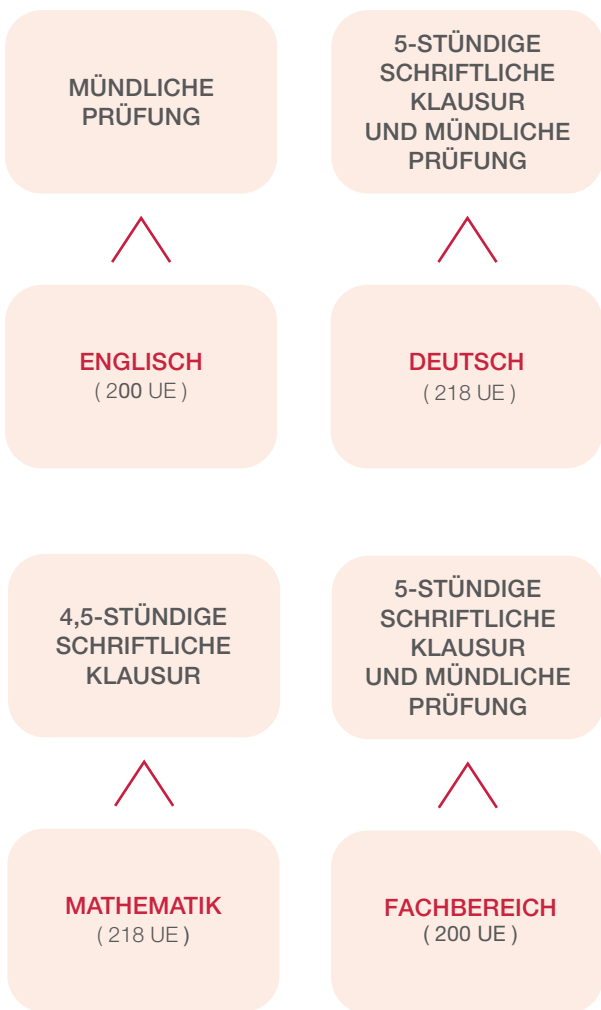 MÜNDLICHE
PRÜFUNG
5-STÜNDIGE
SCHRIFTLICHE
KLAUSUR
UND MÜNDLICHE
PRÜFUNG
ENGLISCH
( 200 UE )
DEUTSCH
( 218 UE )
4,5-STÜNDIGE
SCHRIFTLICHE
KLAUSUR
5-STÜNDIGE
SCHRIFTLICHE
KLAUSUR
UND MÜNDLICHE
PRÜFUNG
MATHEMATIK
( 218 UE )
FACHBEREICH
( 200 UE )